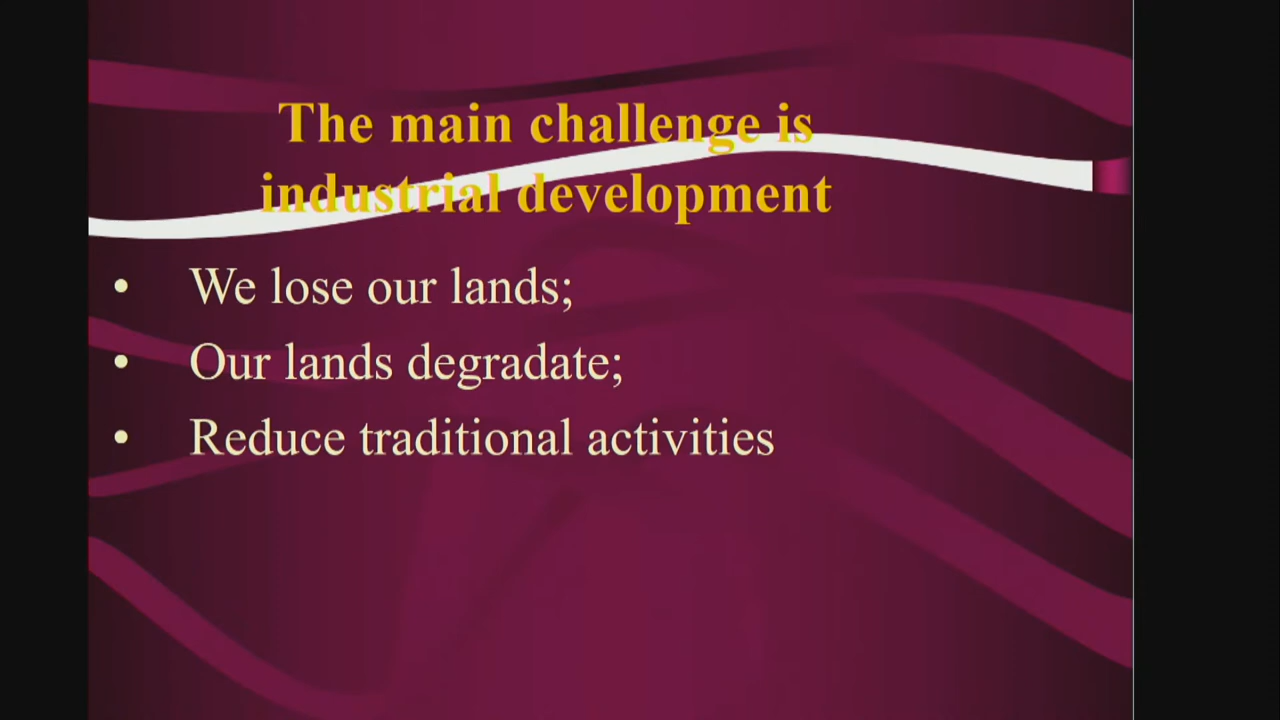 The main challenge is
industrial development
• We lose our lands;
• Our lands degradate;
• Reduce traditional activities